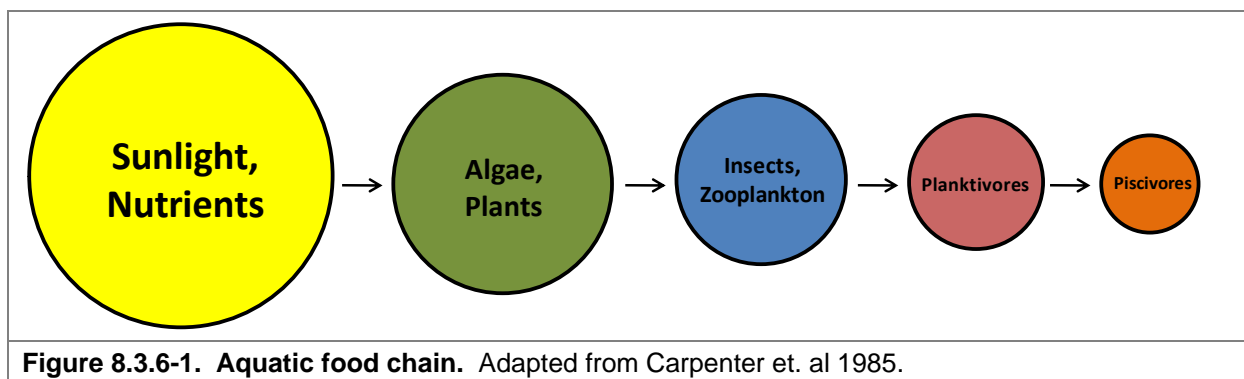 Sunlight,
Nutrients
Algae,
Plants
Insects,
Zooplankton
Planktivores
Piscivores
Figure 8.3.6-1. Aquatic food chain. Adapted from Carpenter et. al 1985.